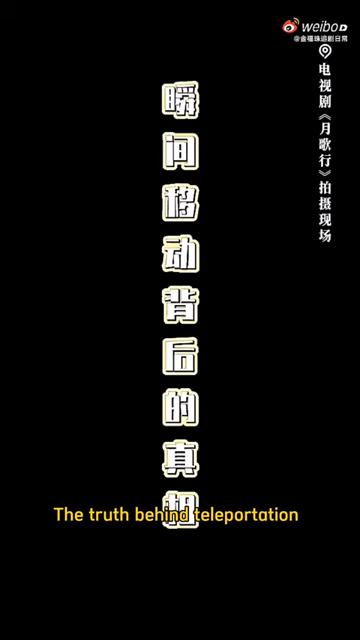 weibo
@金福珠追剧日常
电视剧《月歌行》拍摄现场
瞬间移动背后的真相
The truth behind teleportation